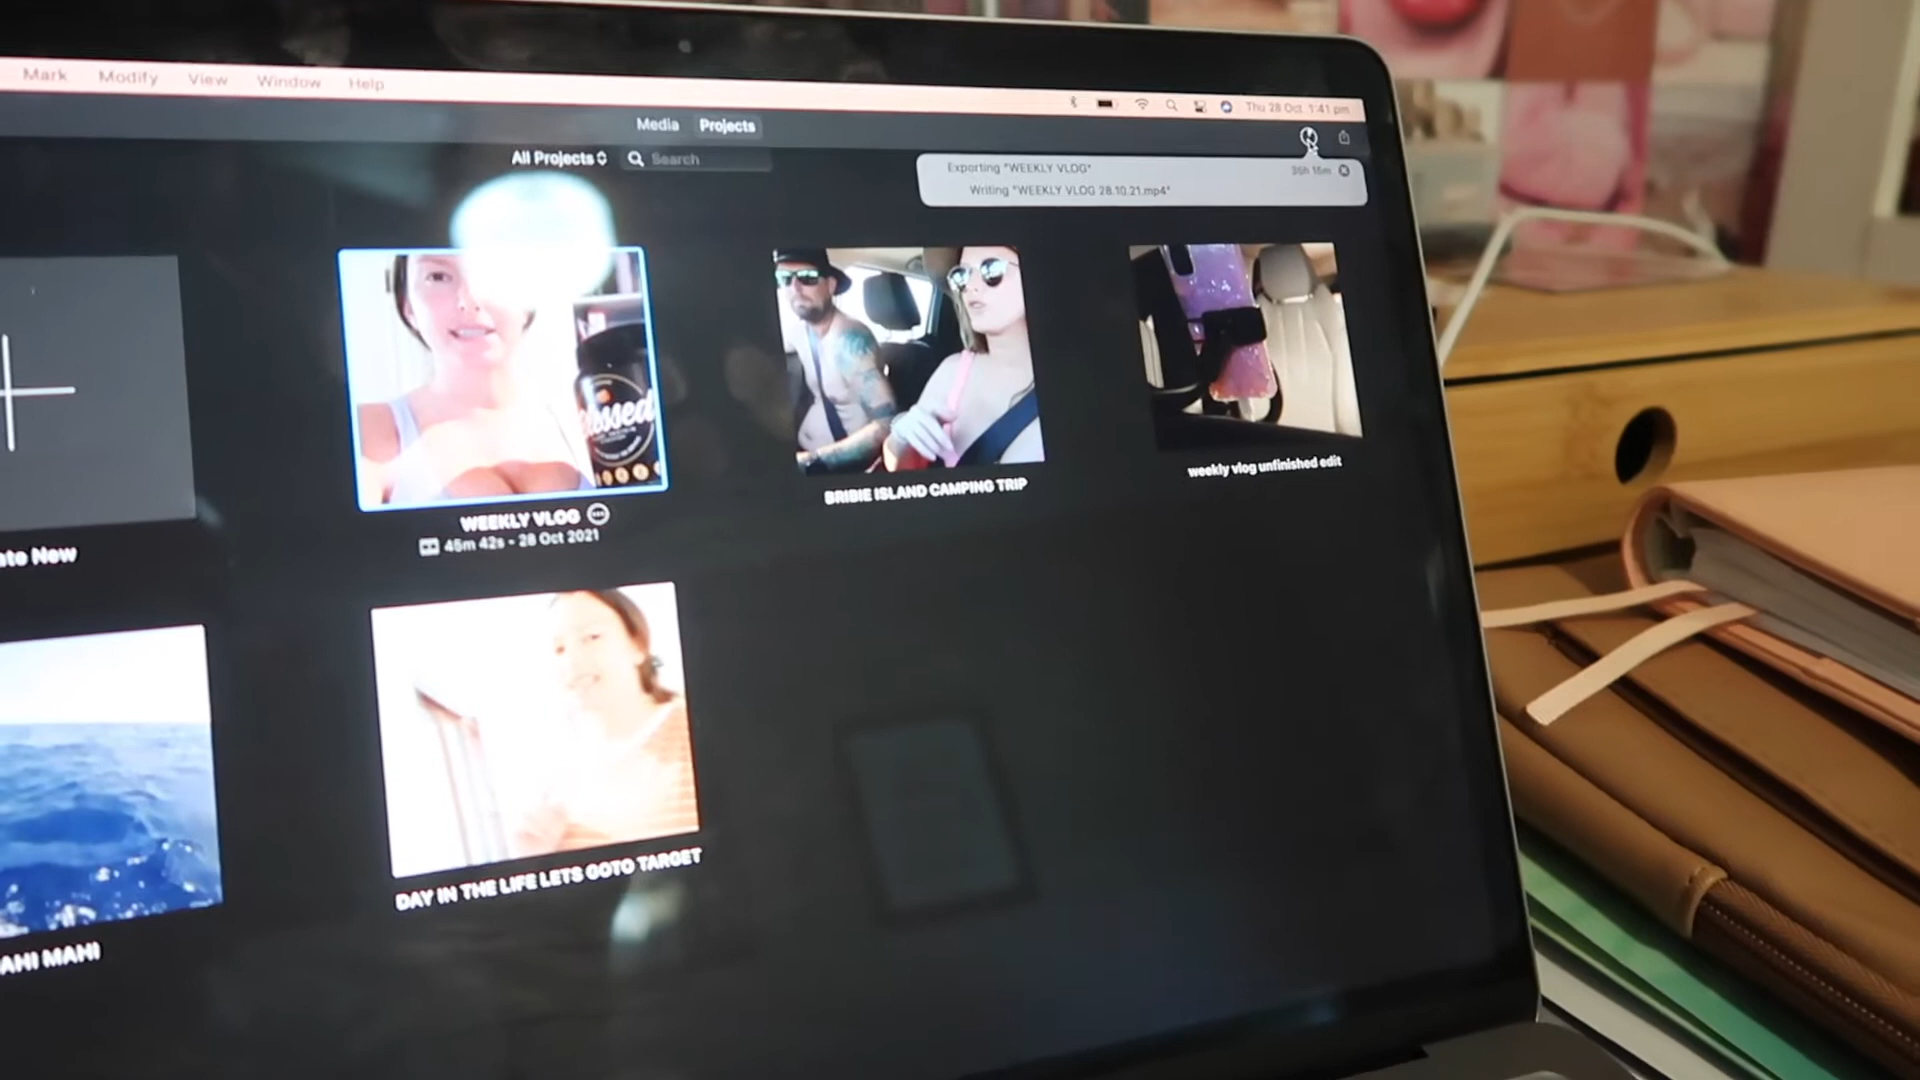 Mark Modify View Window Help
Thu 28 Oct 1:41 pm
Media Projects
All Projects Search
Exporting "WEEKLY VLOG"
Writing "WEEKLY VLOG 28.10.21.mp4"
WEEKLY VLOG
45m 42s - 28 Oct 2021
BRIBIE ISLAND CAMPING TRIP
weekly vlog unfinished edit
ate New
AHI MAHI
DAY IN THE LIFE LETS GOTO TARGET